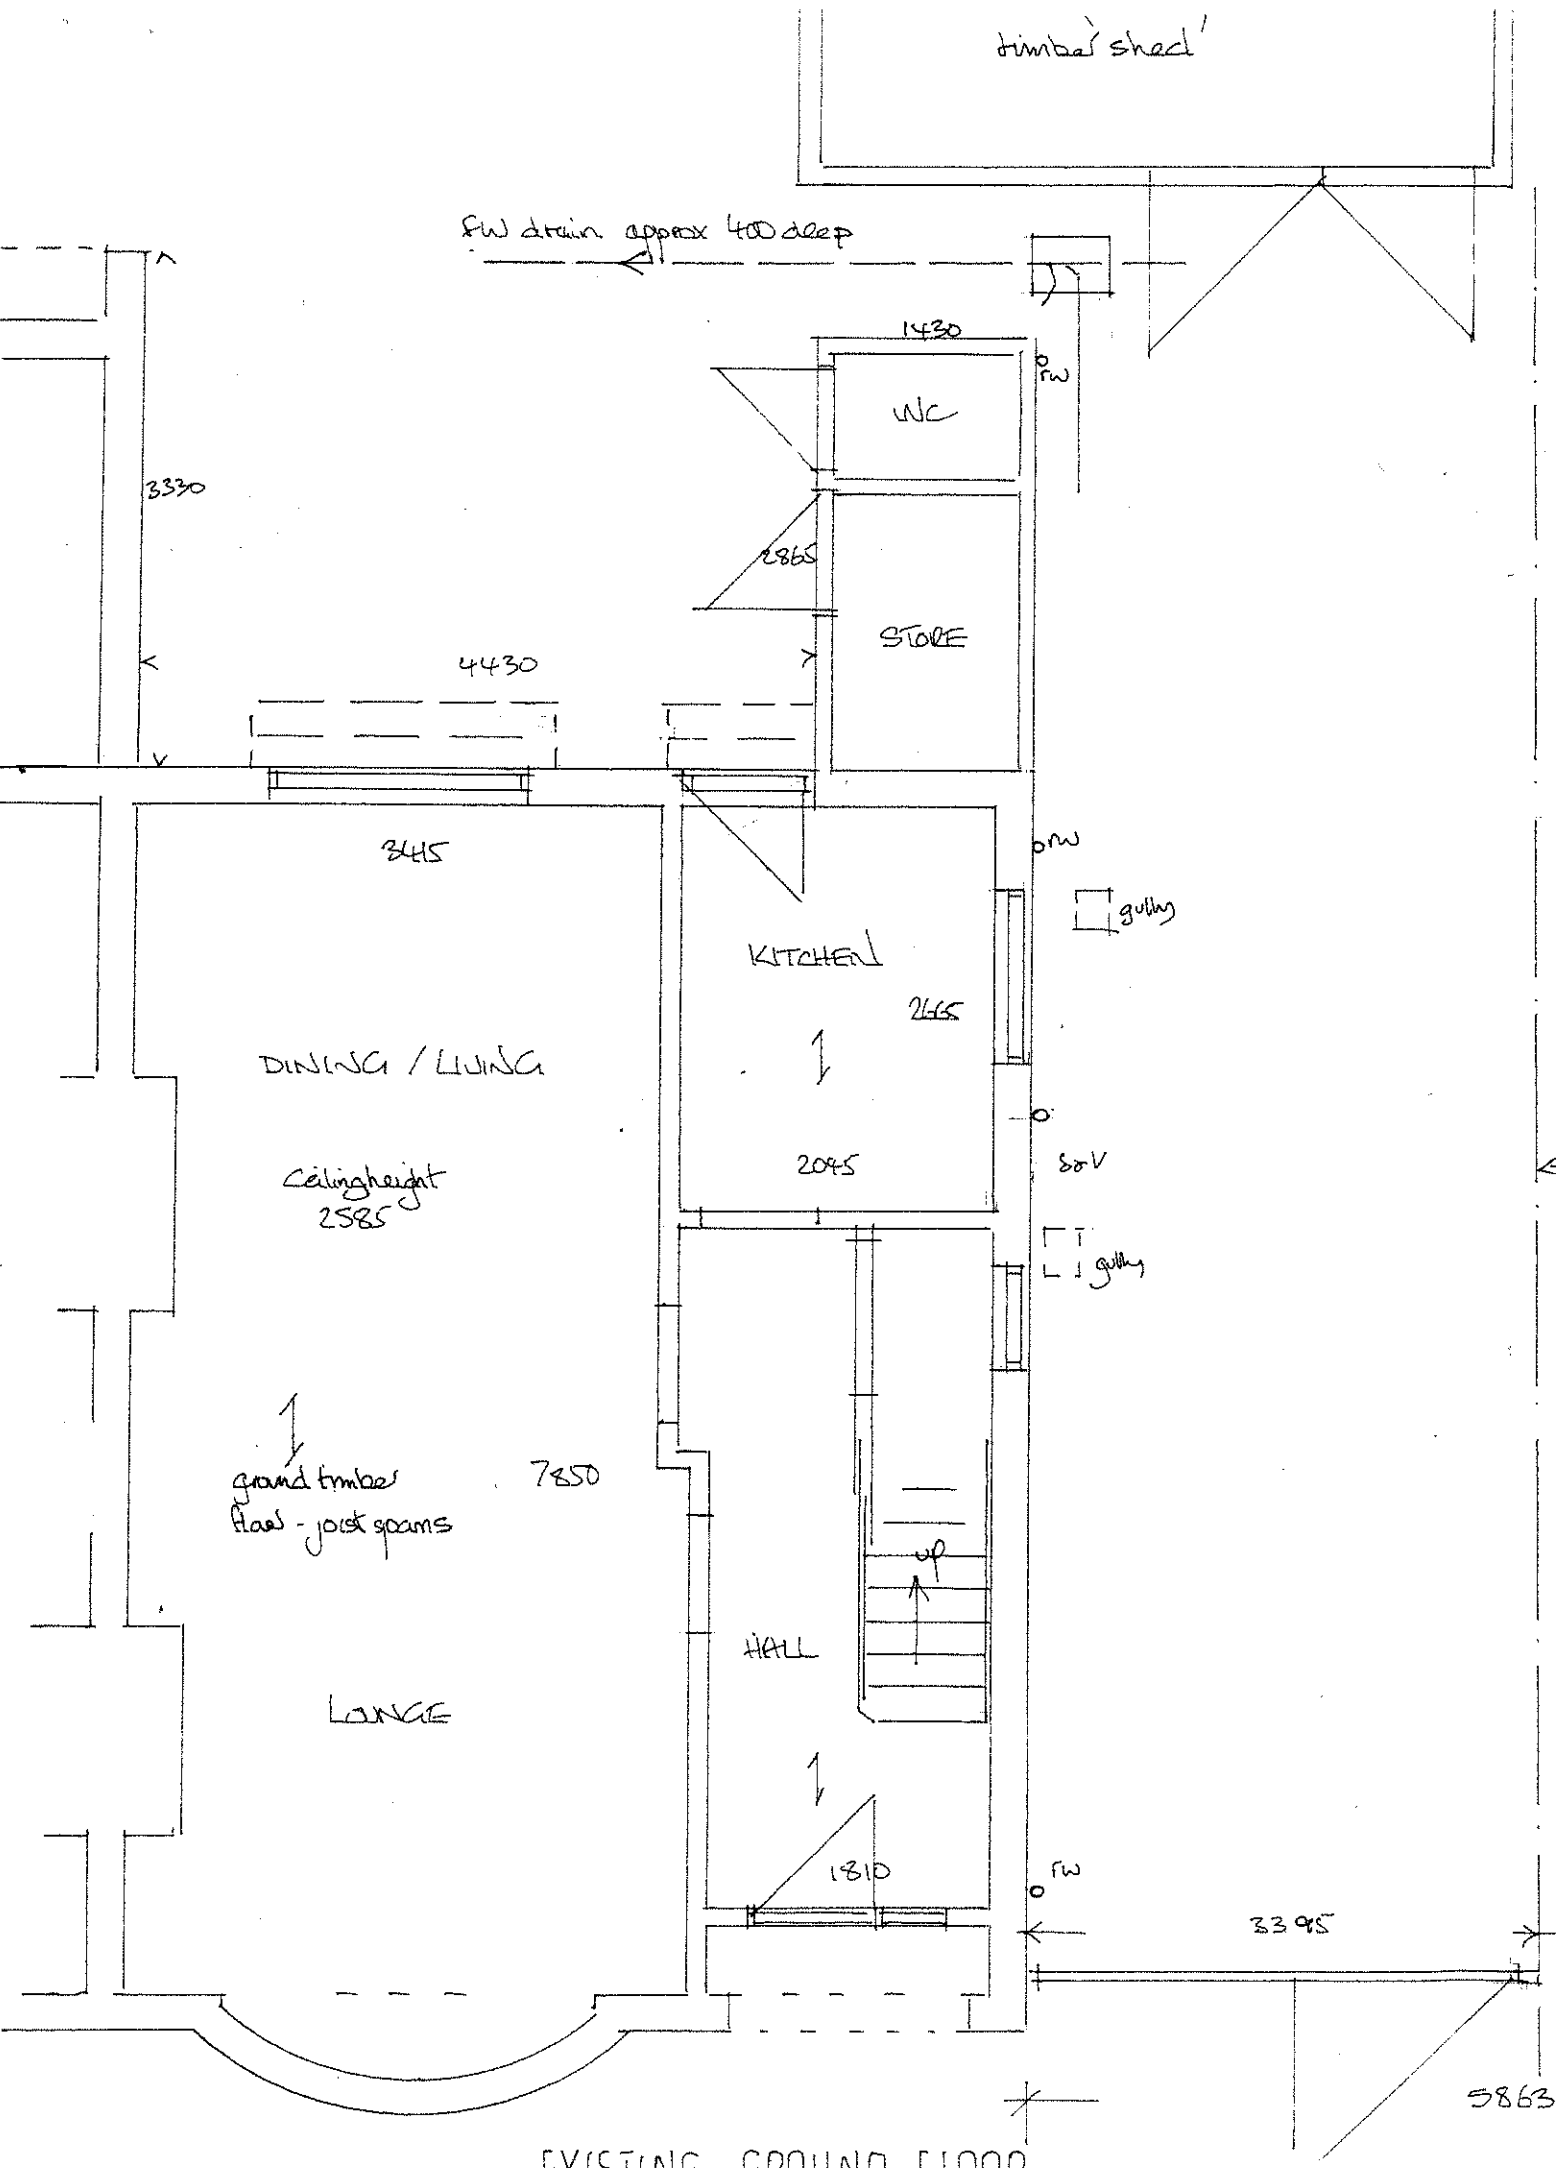 timber shed
FW drain approx 400 deep
1430
rw
WC
3330
2865
STORE
4430
rw
3415
gully
KITCHEN
2665
DINING / LIVING
2045
SVV
Ceiling height
2585
gully
ground timber
floor - joist spans
7850
up
HALL
LOUNGE
1810
rw
3395
5863
EXISTING GROUND FLOOR